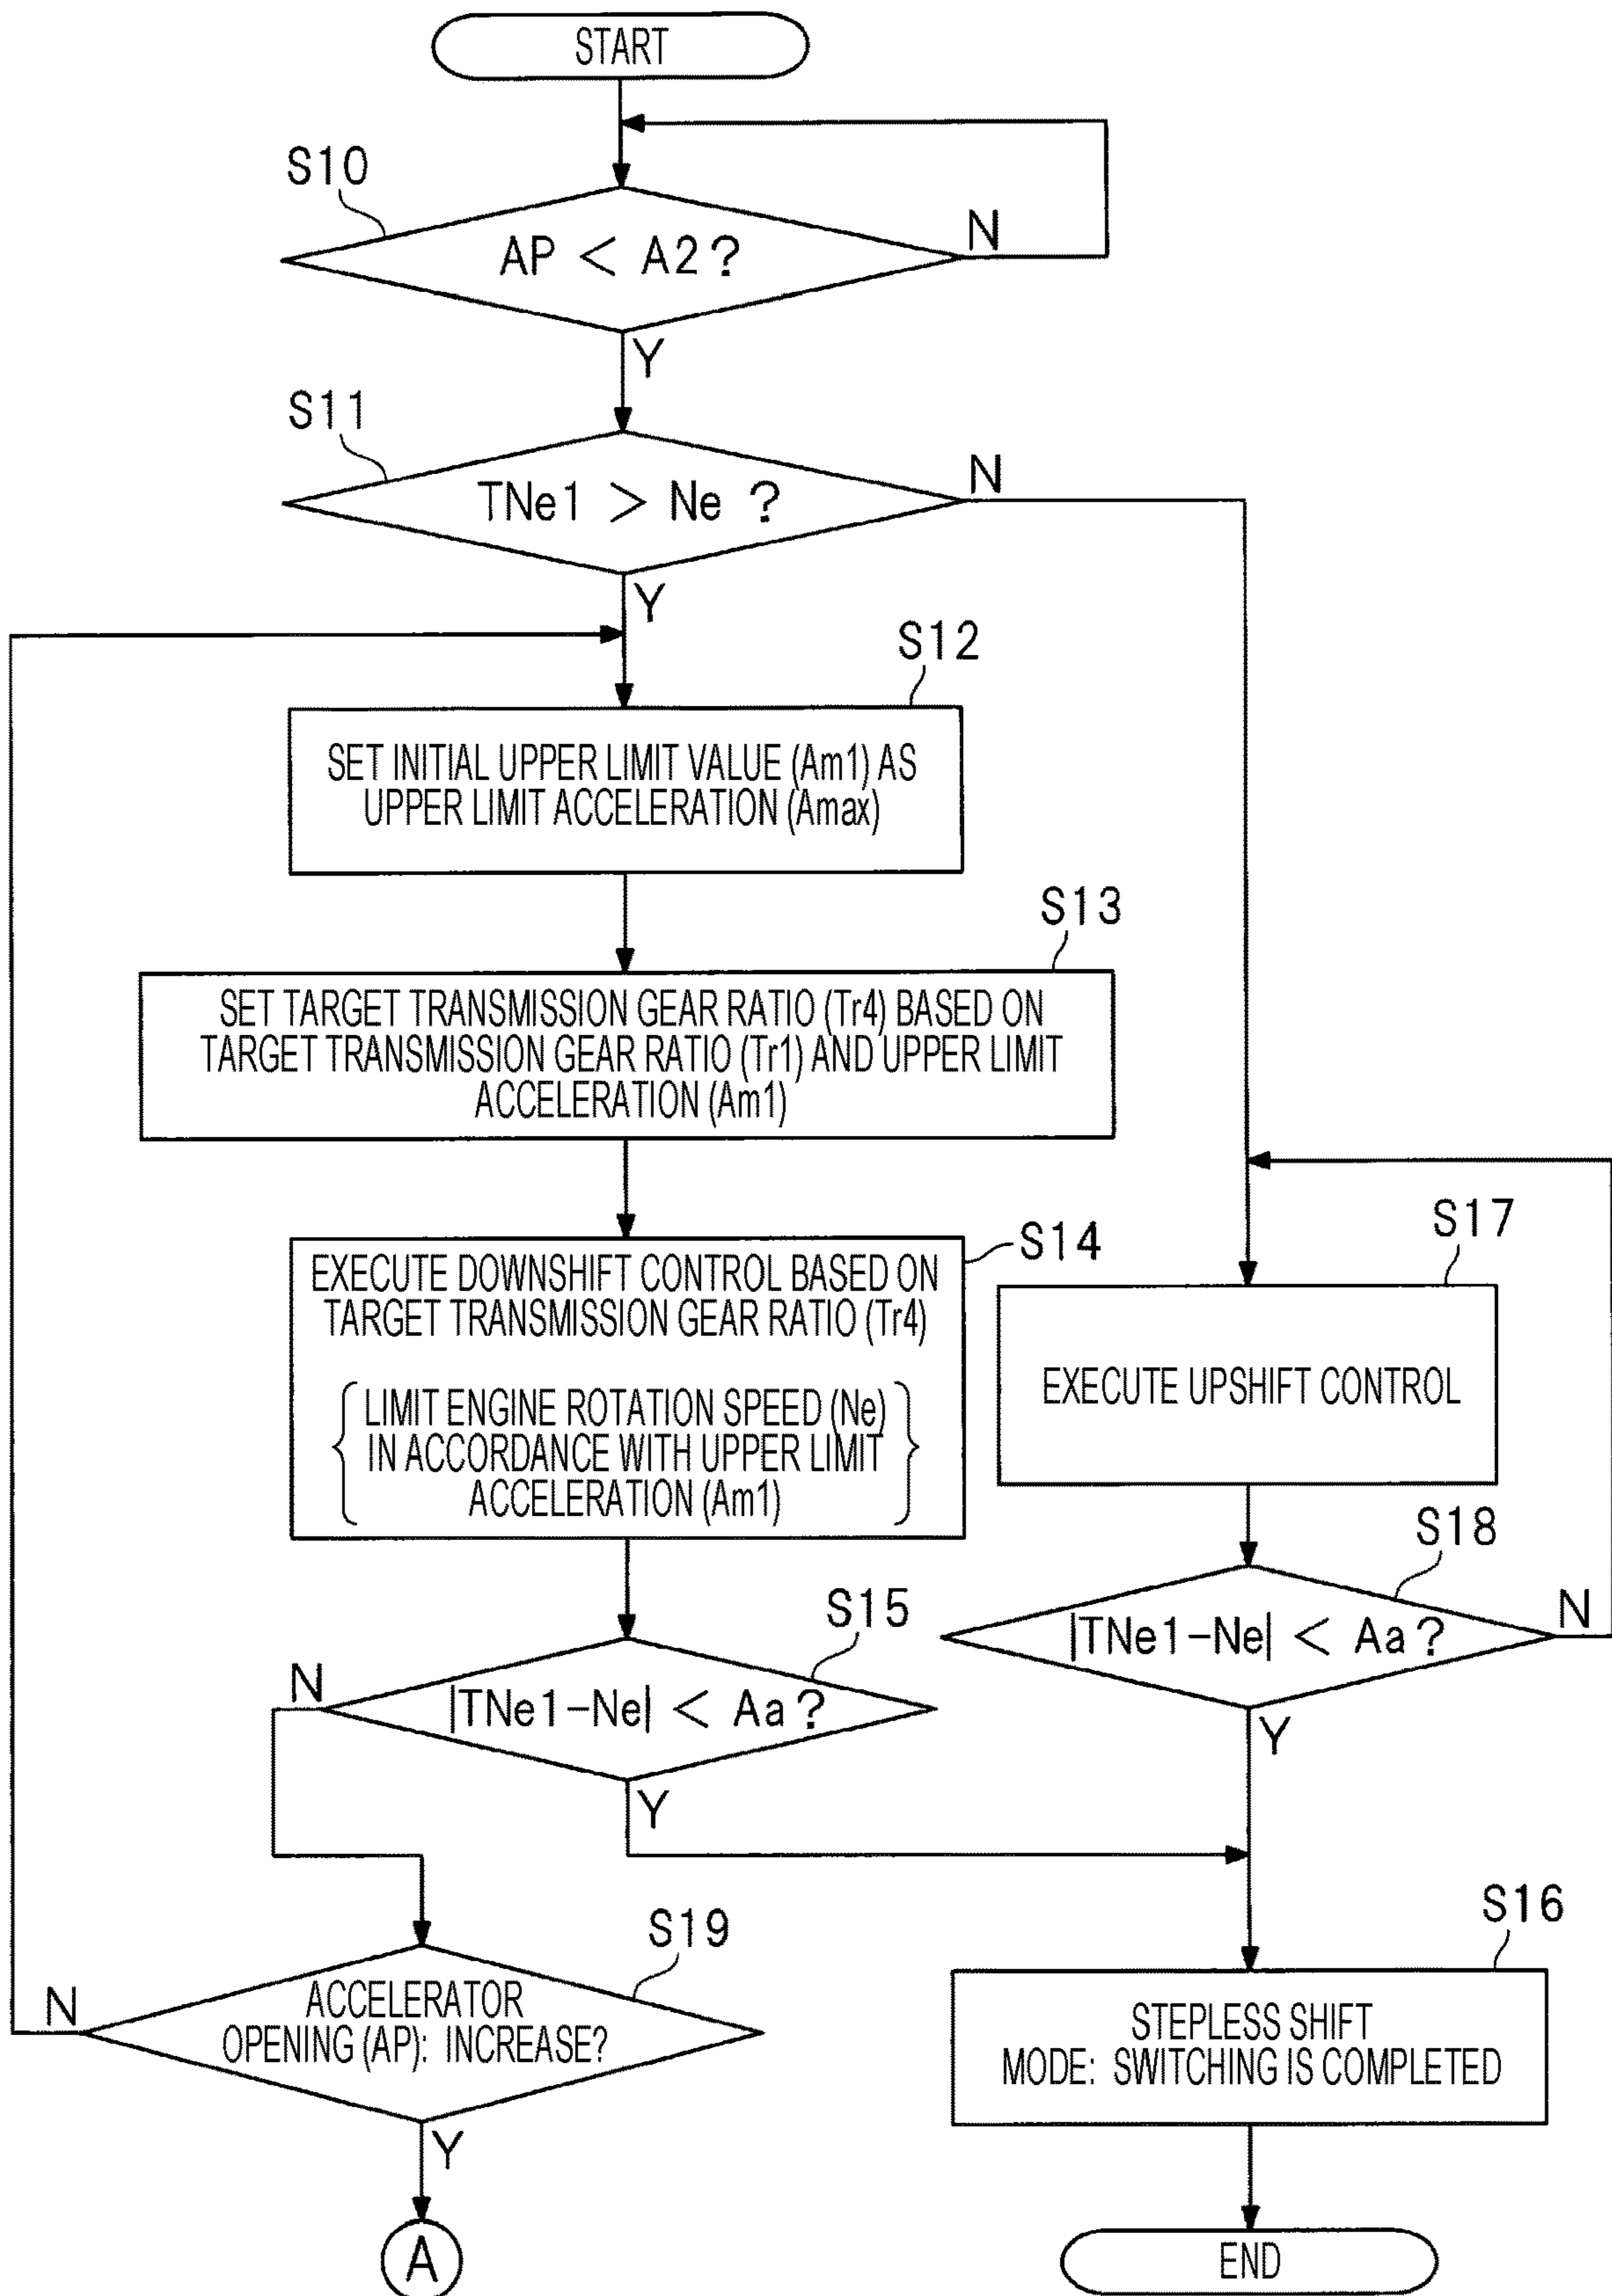 START
S10
AP < A2?
N
Y
S11
TNe1 > Ne ?
N
Y
S12
SET INITIAL UPPER LIMIT VALUE (Am1) AS
UPPER LIMIT ACCELERATION (Amax)
S13
SET TARGET TRANSMISSION GEAR RATIO (Tr4) BASED ON
TARGET TRANSMISSION GEAR RATIO (Tr1) AND UPPER LIMIT
ACCELERATION (Am1)
S14
EXECUTE DOWNSHIFT CONTROL BASED ON
TARGET TRANSMISSION GEAR RATIO (Tr4)
LIMIT ENGINE ROTATION SPEED (Ne)
IN ACCORDANCE WITH UPPER LIMIT
ACCELERATION (Am1)
S17
EXECUTE UPSHIFT CONTROL
S18
|TNe1-Ne| < Aa?
N
Y
S15
|TNe1-Ne| < Aa?
N
Y
S19
ACCELERATOR
OPENING (AP): INCREASE?
N
Y
A
S16
STEPLESS SHIFT
MODE: SWITCHING IS COMPLETED
END